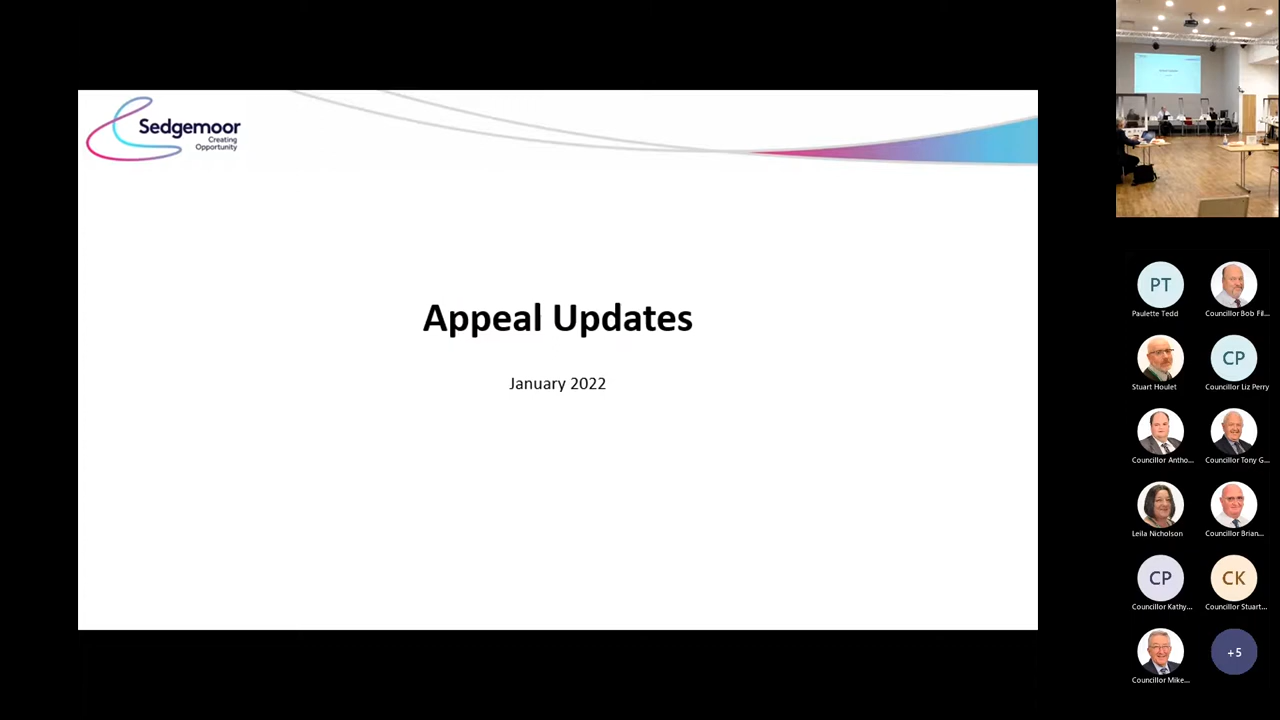 Sedgemoor
Creating
Opportunity
Appeal Updates
January 2022
PT
Paulette Tedd
Councillor Bob Fil...
Stuart Houlet
CP
Councillor Liz Perry
Councillor Antho...
Councillor Tony G...
Leila Nicholson
Councillor Brian...
CP
Councillor Kathy...
CK
Councillor Stuart...
Councillor Mike...
+5